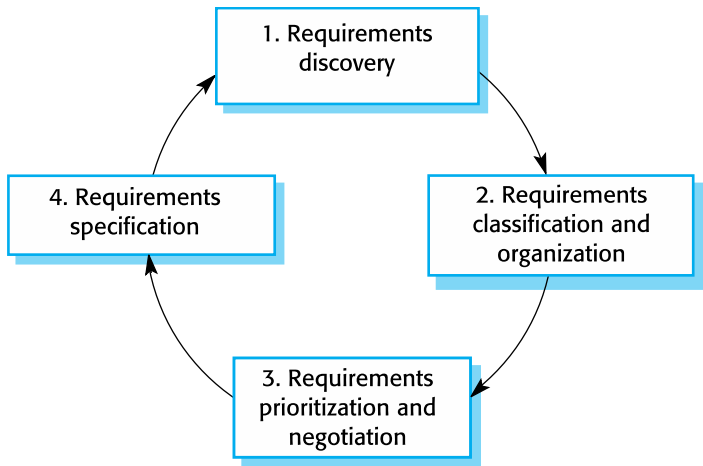 1. Requirements
discovery
2. Requirements
classification and
organization
3. Requirements
prioritization and
negotiation
4. Requirements
specification